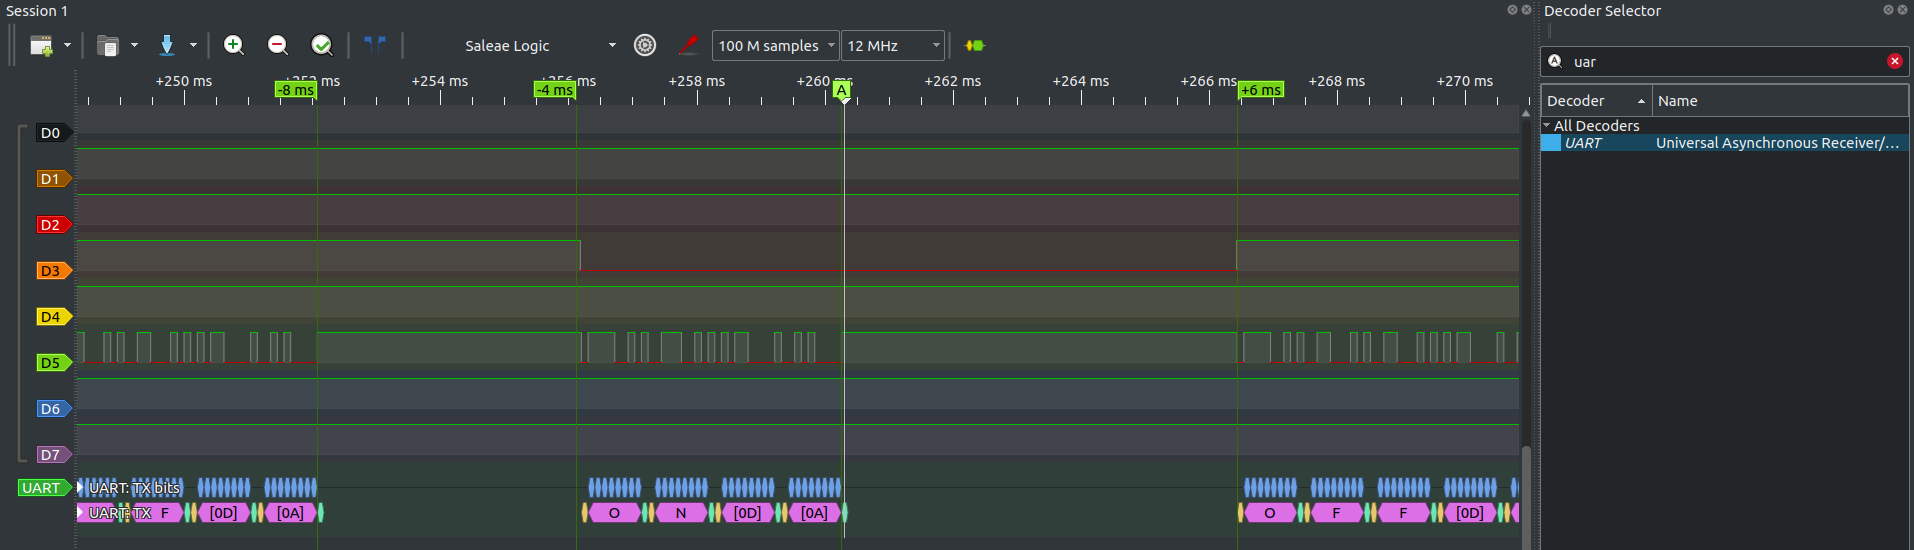 Session 1
Decoder Selector
Saleae Logic
100 M samples
12 MHz
uar
+250 ms
+252 ms
+254 ms
+256 ms
+258 ms
+260 ms
+262 ms
+264 ms
+266 ms
+268 ms
+270 ms
-8 ms
-4 ms
A
+6 ms
Decoder Name
All Decoders
UART Universal Asynchronous Receiver/...
D0
D1
D2
D3
D4
D5
D6
D7
UART
UART: TX bits
UART: TX F [0D] [0A] O N [0D] [0A] O F F [0D]